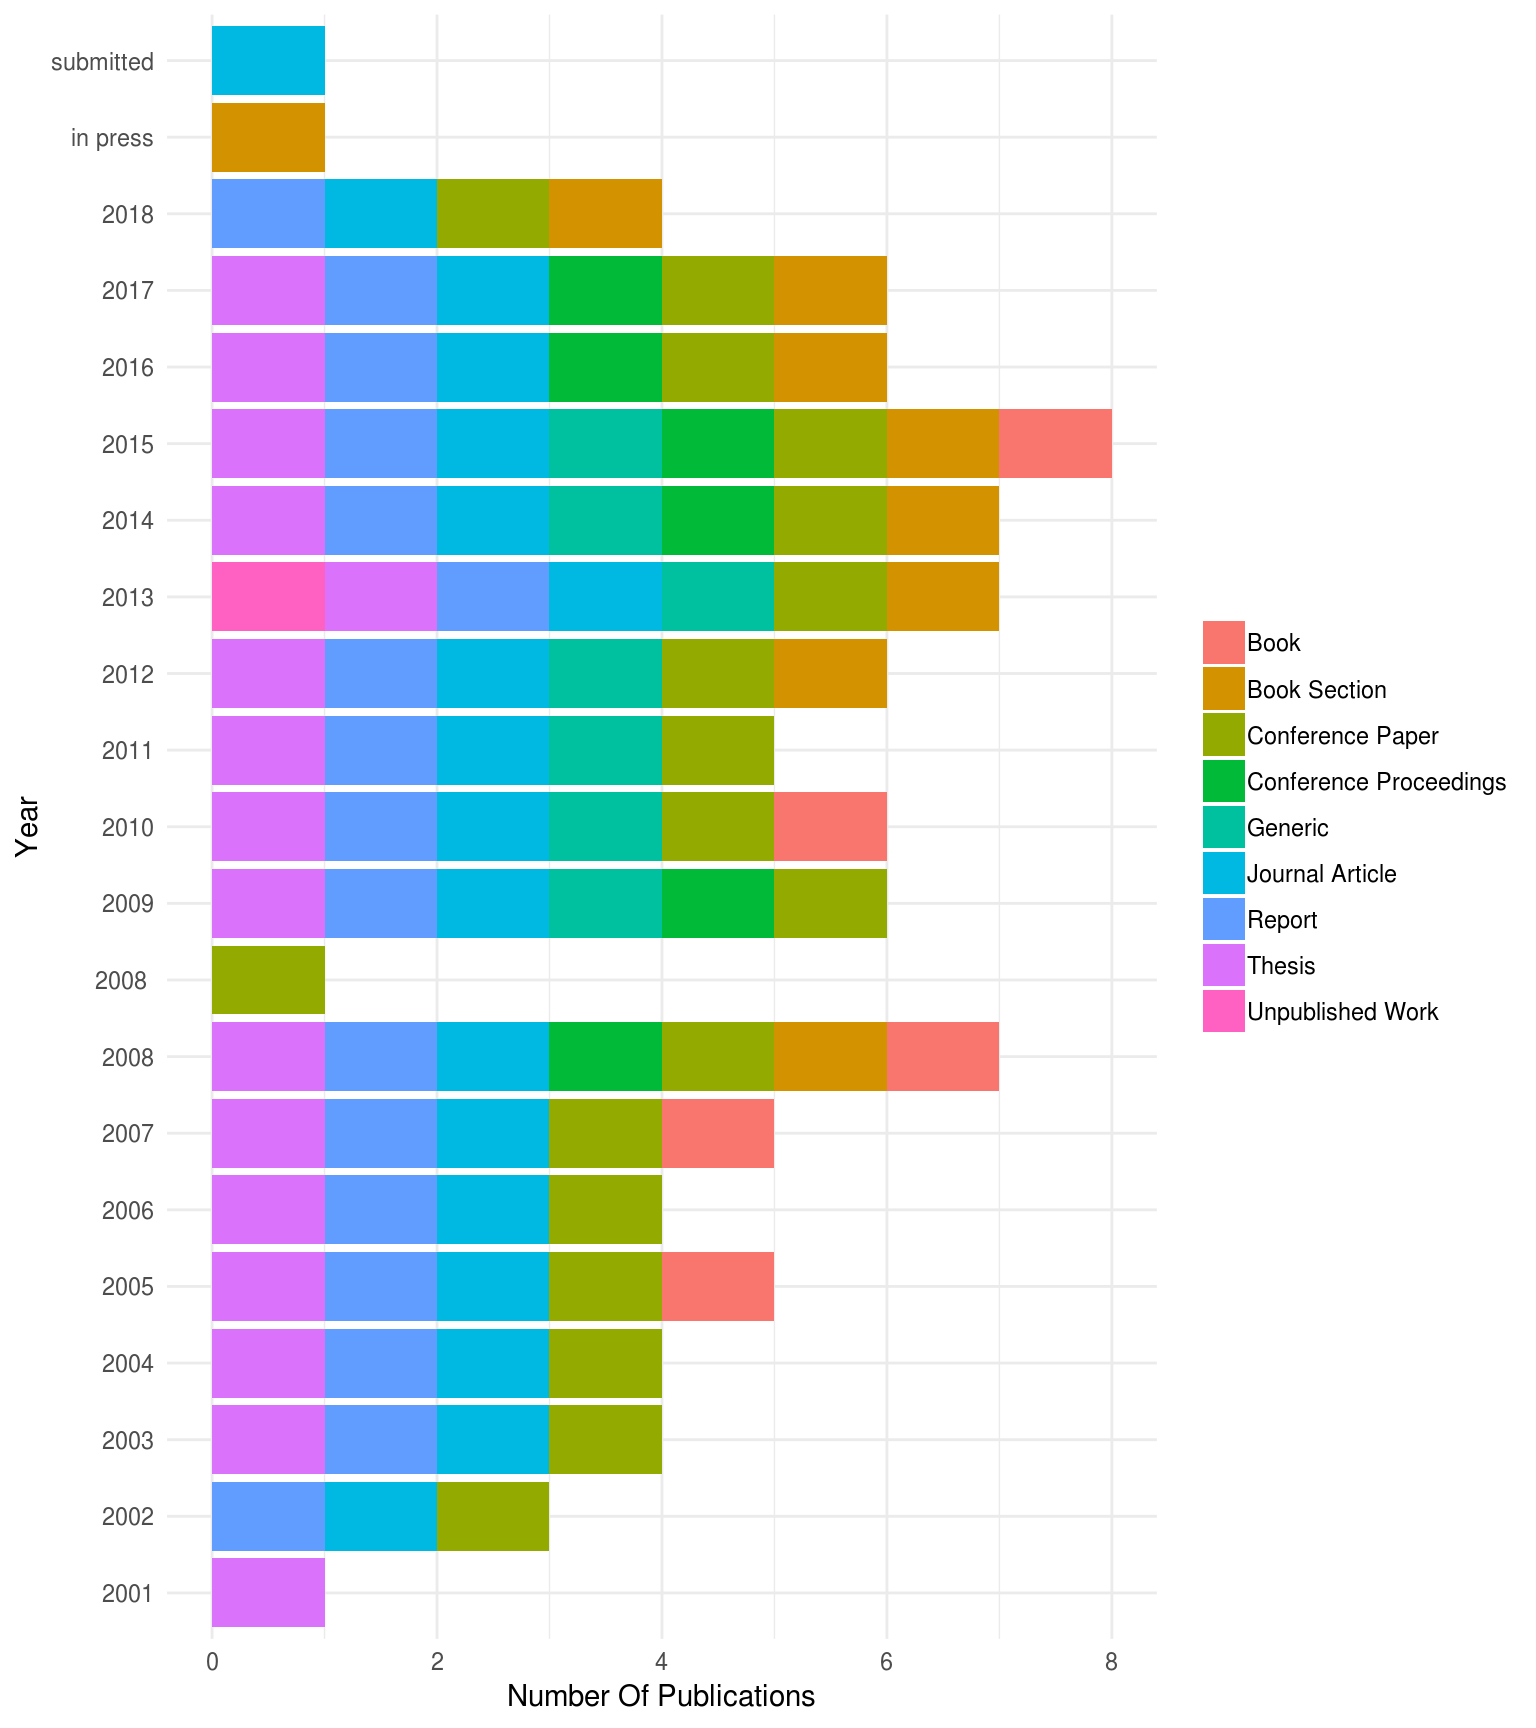 submitted
in press
2018
2017
2016
2015
2014
2013
2012
2011
2010
2009
2008
2008
2007
2006
2005
2004
2003
2002
2001
Year
0 2 4 6 8
Number Of Publications
Book
Book Section
Conference Paper
Conference Proceedings
Generic
Journal Article
Report
Thesis
Unpublished Work